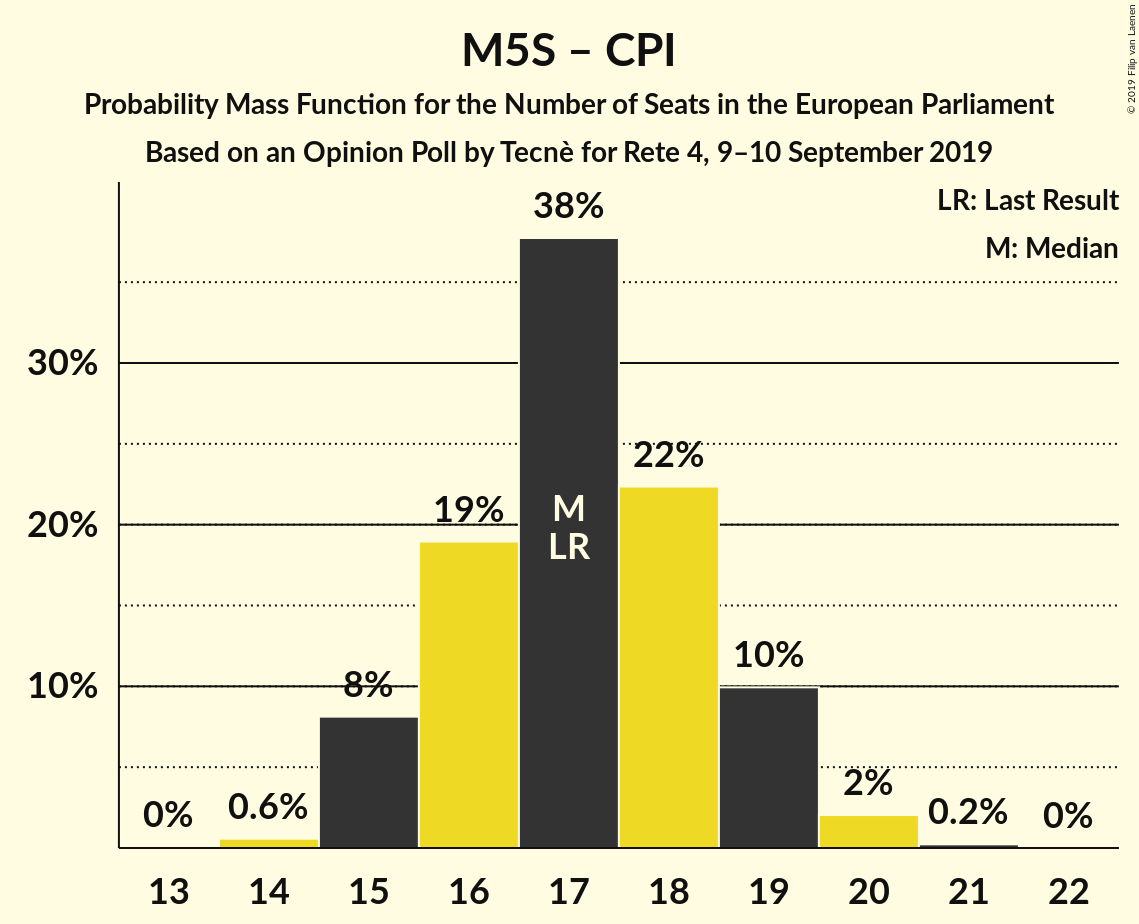 M5S – CPI
Probability Mass Function for the Number of Seats in the European Parliament
Based on an Opinion Poll by Tecnè for Rete 4, 9–10 September 2019
© 2019 Filip van Laenen
LR: Last Result
M: Median
38%
30%
22%
19%
20%
M
LR
10%
10%
8%
2%
0.6%
0.2%
0%
0%
13 14 15 16 17 18 19 20 21 22